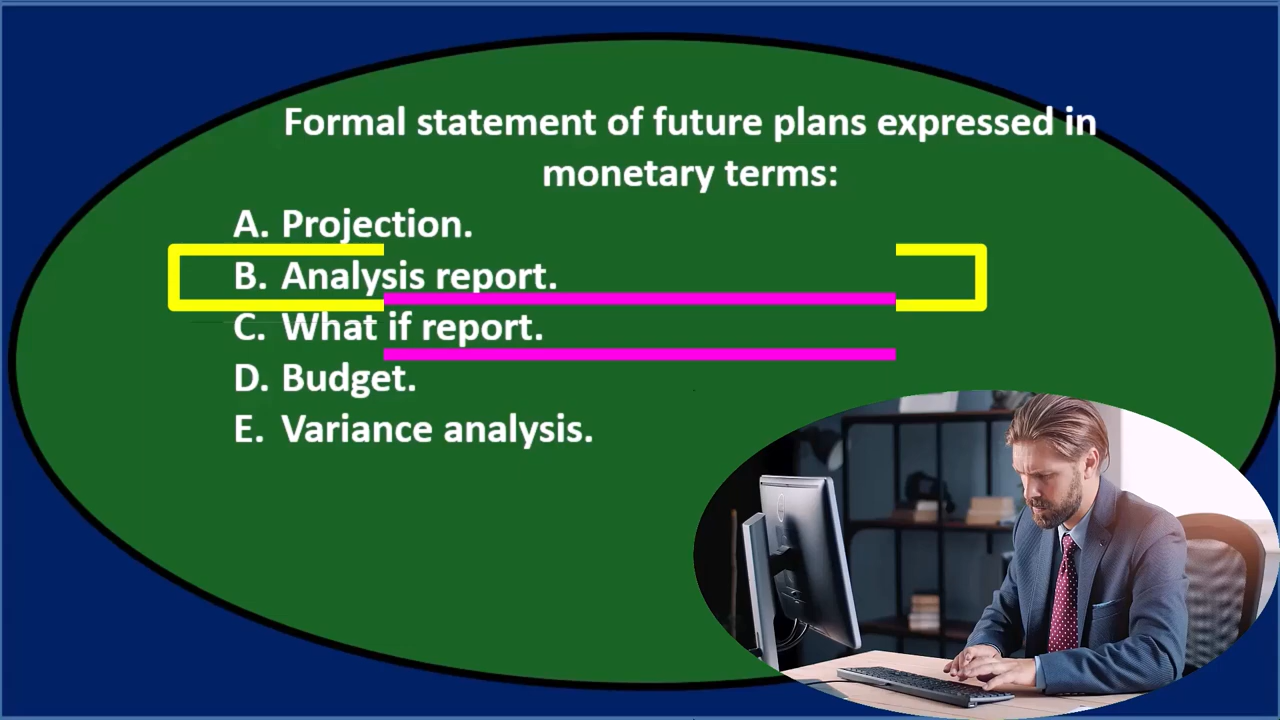 Formal statement of future plans expressed in
monetary terms:
A. Projection.
B. Analysis report.
C. What if report.
D. Budget.
E. Variance analysis.